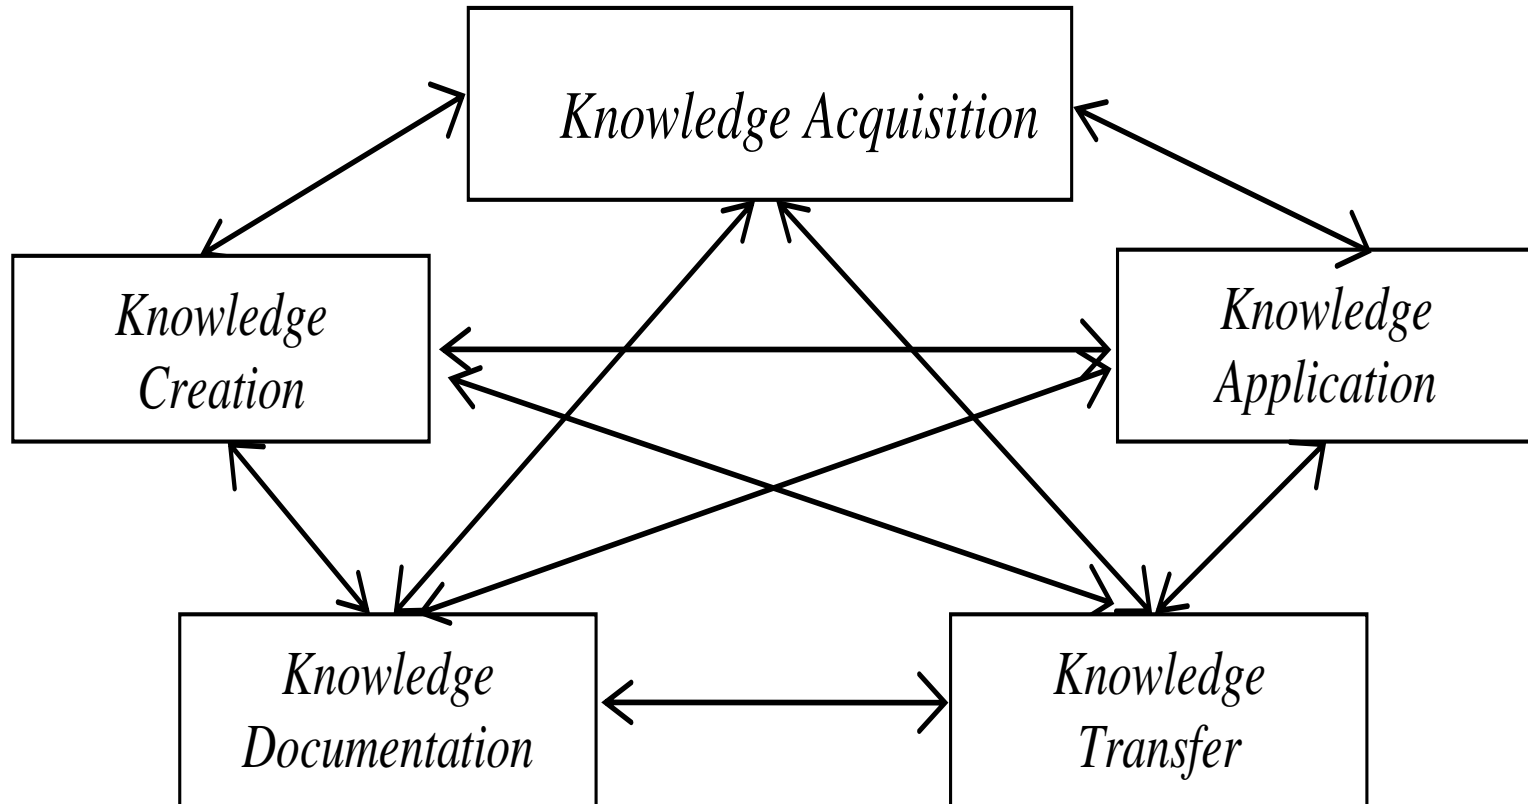 Knowledge Acquisition
Knowledge
Creation
Knowledge
Application
Knowledge
Documentation
Knowledge
Transfer